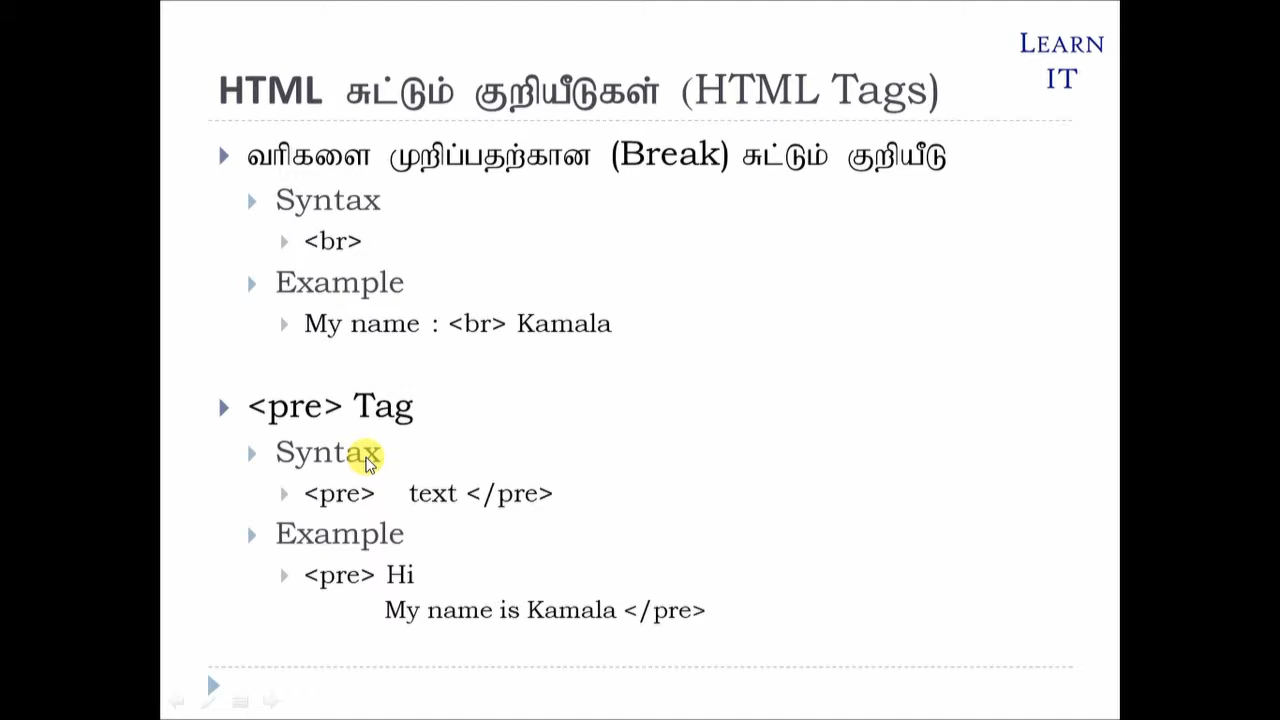 LEARN
IT
HTML சுட்டும் குறியீடுகள் (HTML Tags)
வரிகளை முறிப்பதற்கான (Break) சுட்டும் குறியீடு
Syntax
<br>
Example
My name : <br> Kamala
<pre> Tag
Syntax
<pre> text </pre>
Example
<pre> Hi
My name is Kamala </pre>